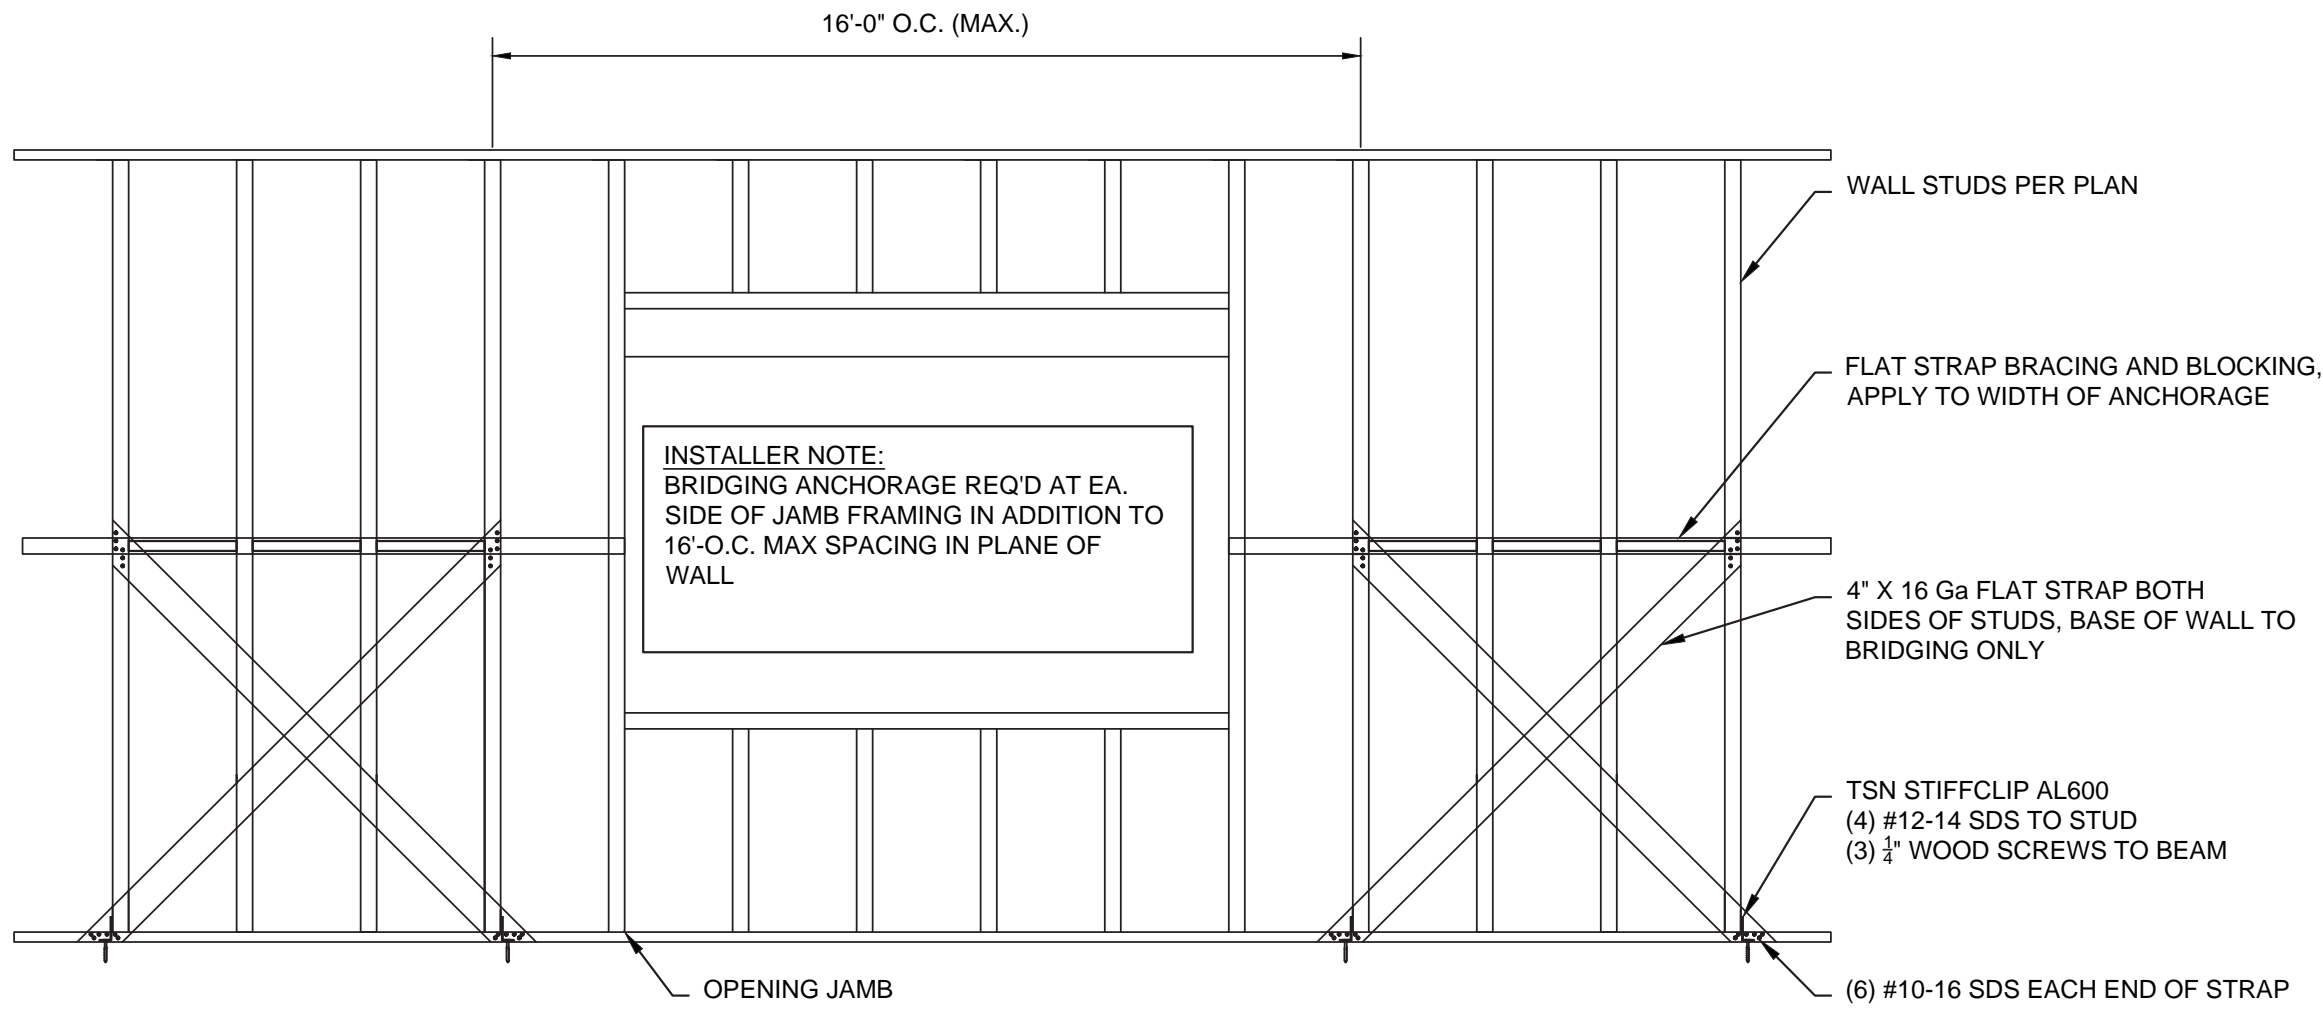 16'-0" O.C. (MAX.)
WALL STUDS PER PLAN
FLAT STRAP BRACING AND BLOCKING,
APPLY TO WIDTH OF ANCHORAGE
INSTALLER NOTE:
BRIDGING ANCHORAGE REQ'D AT EA.
SIDE OF JAMB FRAMING IN ADDITION TO
16'-O.C. MAX SPACING IN PLANE OF
WALL
4" X 16 Ga FLAT STRAP BOTH
SIDES OF STUDS, BASE OF WALL TO
BRIDGING ONLY
TSN STIFFCLIP AL600
(4) #12-14 SDS TO STUD
(3) 1/4" WOOD SCREWS TO BEAM
OPENING JAMB
(6) #10-16 SDS EACH END OF STRAP